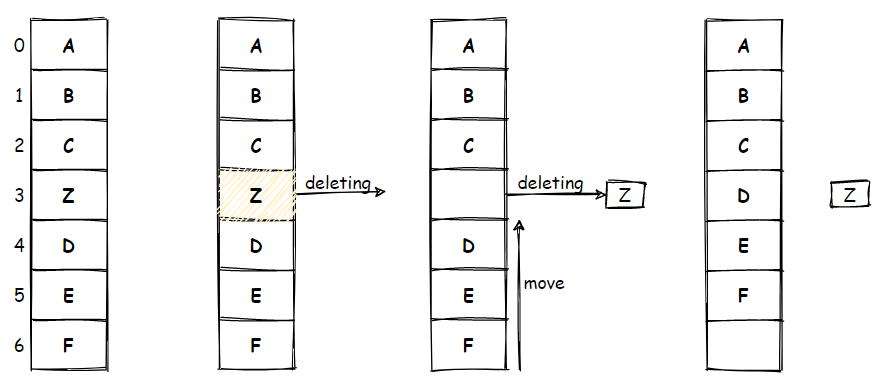 0 A A A A
1 B B B B
2 C C C C
deleting deleting
3 Z Z Z D Z
4 D D D E
move
5 E E E F
6 F F F